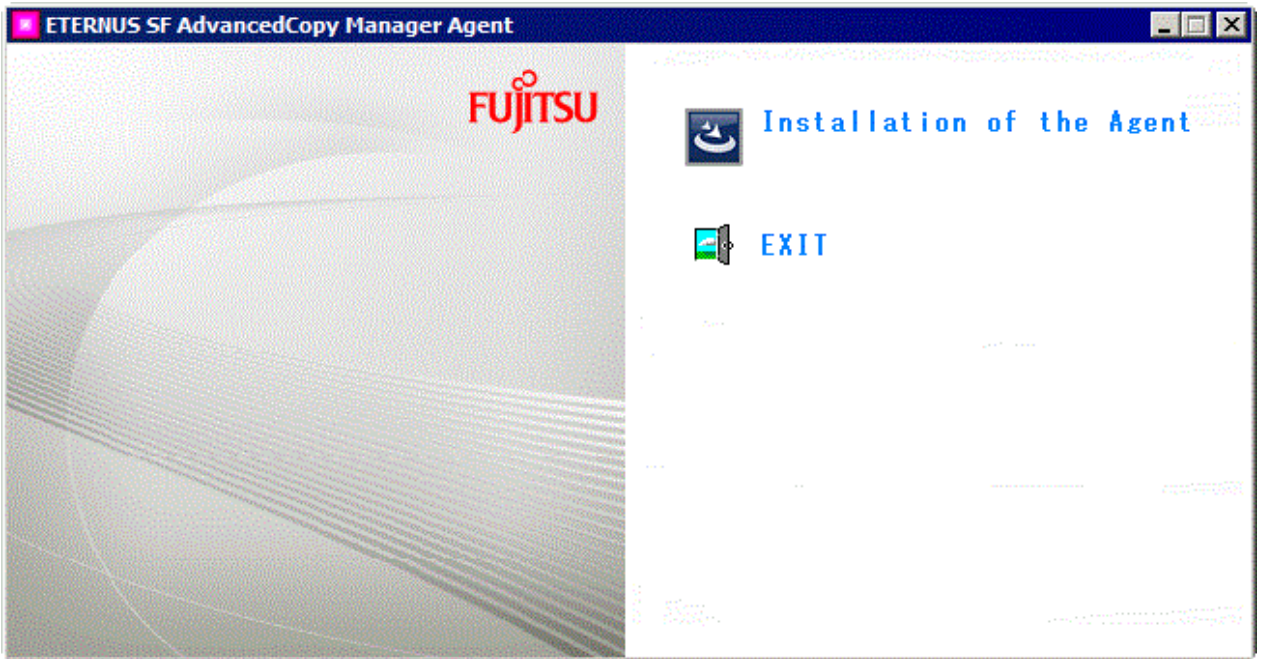 ETERNUS SF AdvancedCopy Manager Agent
FUJITSU
Installation of the Agent
EXIT